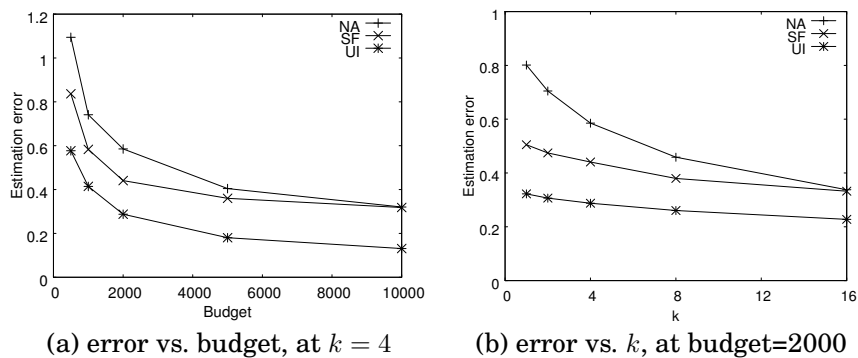 1.2
1
0.8
0.6
0.4
0.2
0
Estimation error
NA
SF
UI
0 2000 4000 6000 8000 10000
Budget
(a) error vs. budget, at k = 4
1
0.8
0.6
0.4
0.2
0
Estimation error
NA
SF
UI
0 4 8 12 16
k
(b) error vs. k, at budget=2000